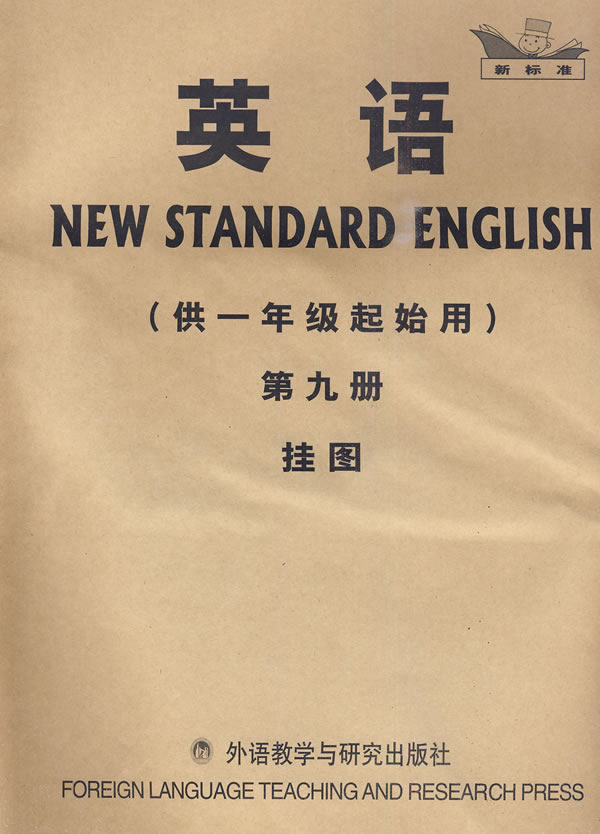 新标准
英语
NEW STANDARD ENGLISH
（供一年级起始用）
第九册
挂图
外语教学与研究出版社
FOREIGN LANGUAGE TEACHING AND RESEARCH PRESS